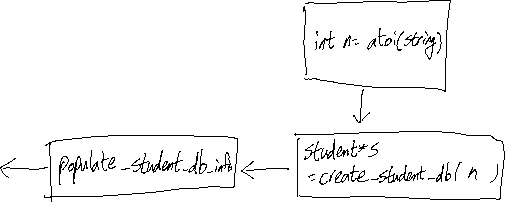 int n= atoi(string)
student*s
=create_student_db( n )
populate_student_db_info